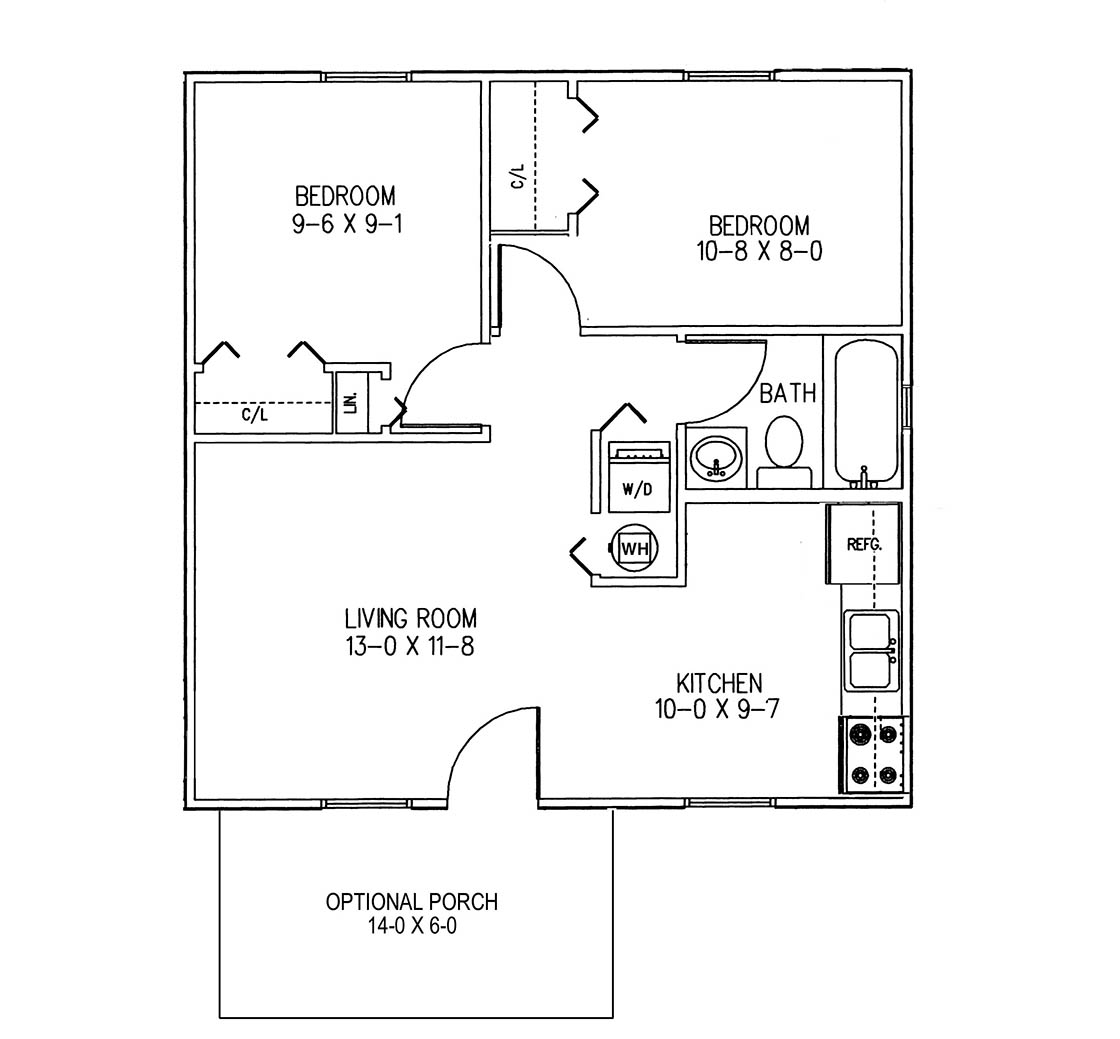 C/L
BEDROOM
9–6 X 9–1
BEDROOM
10–8 X 8–0
BATH
LIN.
C/L
W/D
WH
REFG.
LIVING ROOM
13–0 X 11–8
KITCHEN
10–0 X 9–7
OPTIONAL PORCH
14-0 X 6-0